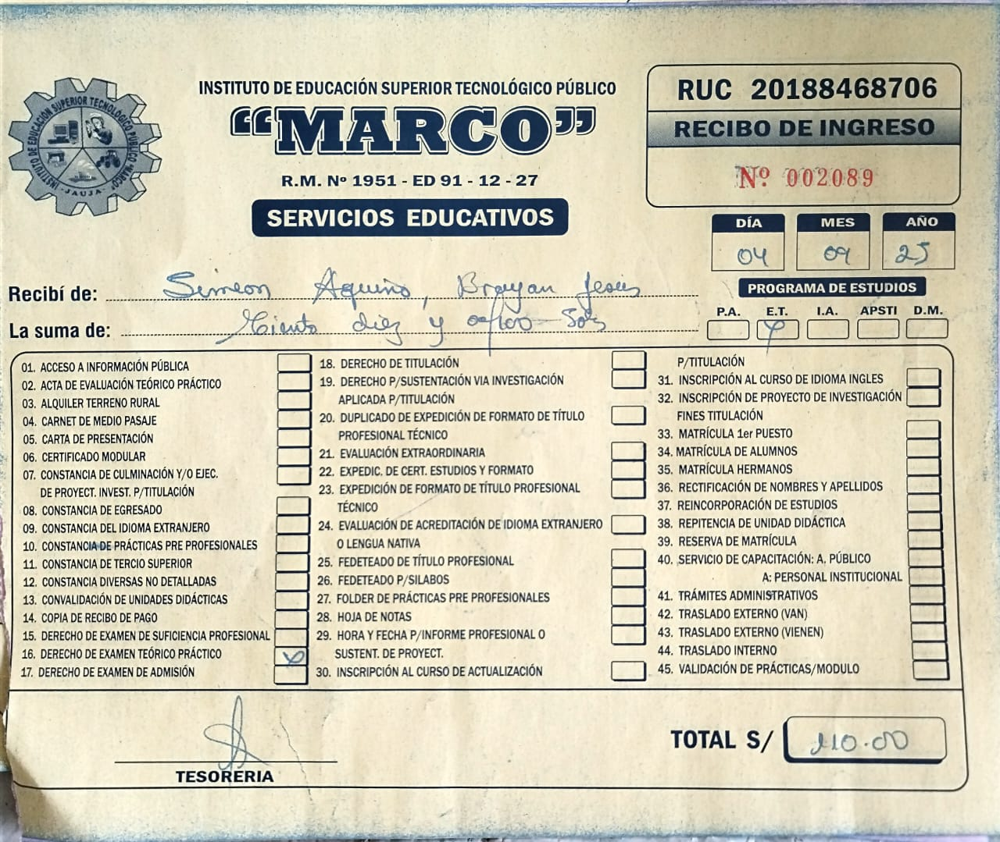 INSTITUTO DE EDUCACIÓN SUPERIOR TECNOLÓGICO PÚBLICO
"MARCO"
R.M. Nº 1951 - ED 91 - 12 - 27
SERVICIOS EDUCATIVOS
INSTITUTO DE EDUCACIÓN SUPERIOR TECNOLÓGICO PÚBLICO "MARCO"
- JAUJA -
RUC 20188468706
RECIBO DE INGRESO
Nº 002089
DÍA MES AÑO
04 09 25
Recibí de: Simeon Aquino, Brayan Jesús
La suma de: Ciento diez y 00/100 Soles
PROGRAMA DE ESTUDIOS
P.A. E.T. I.A. APSTI D.M.
01. ACCESO A INFORMACIÓN PÚBLICA
02. ACTA DE EVALUACIÓN TEÓRICO PRÁCTICO
03. ALQUILER TERRENO RURAL
04. CARNET DE MEDIO PASAJE
05. CARTA DE PRESENTACIÓN
06. CERTIFICADO MODULAR
07. CONSTANCIA DE CULMINACIÓN Y/O EJEC.
DE PROYECT. INVEST. P/TITULACIÓN
08. CONSTANCIA DE EGRESADO
09. CONSTANCIA DEL IDIOMA EXTRANJERO
10. CONSTANCIA DE PRÁCTICAS PRE PROFESIONALES
11. CONSTANCIA DE TERCIO SUPERIOR
12. CONSTANCIA DIVERSAS NO DETALLADAS
13. CONVALIDACIÓN DE UNIDADES DIDÁCTICAS
14. COPIA DE RECIBO DE PAGO
15. DERECHO DE EXAMEN DE SUFICIENCIA PROFESIONAL
16. DERECHO DE EXAMEN TEÓRICO PRÁCTICO
17. DERECHO DE EXAMEN DE ADMISIÓN
18. DERECHO DE TITULACIÓN
19. DERECHO P/SUSTENTACIÓN VIA INVESTIGACIÓN
APLICADA P/TITULACIÓN
20. DUPLICADO DE EXPEDICIÓN DE FORMATO DE TÍTULO
PROFESIONAL TÉCNICO
21. EVALUACIÓN EXTRAORDINARIA
22. EXPEDIC. DE CERT. ESTUDIOS Y FORMATO
23. EXPEDICIÓN DE FORMATO DE TÍTULO PROFESIONAL
TÉCNICO
24. EVALUACIÓN DE ACREDITACIÓN DE IDIOMA EXTRANJERO
O LENGUA NATIVA
25. FEDETEADO DE TÍTULO PROFESIONAL
26. FEDETEADO P/SILABOS
27. FOLDER DE PRÁCTICAS PRE PROFESIONALES
28. HOJA DE NOTAS
29. HORA Y FECHA P/INFORME PROFESIONAL O
SUSTENT. DE PROYECT.
30. INSCRIPCIÓN AL CURSO DE ACTUALIZACIÓN
P/TITULACIÓN
31. INSCRIPCIÓN AL CURSO DE IDIOMA INGLES
32. INSCRIPCIÓN DE PROYECTO DE INVESTIGACIÓN
FINES TITULACIÓN
33. MATRÍCULA 1er PUESTO
34. MATRÍCULA DE ALUMNOS
35. MATRÍCULA HERMANOS
36. RECTIFICACIÓN DE NOMBRES Y APELLIDOS
37. REINCORPORACIÓN DE ESTUDIOS
38. REPITENCIA DE UNIDAD DIDÁCTICA
39. RESERVA DE MATRÍCULA
40. SERVICIO DE CAPACITACIÓN: A. PÚBLICO
A: PERSONAL INSTITUCIONAL
41. TRÁMITES ADMINISTRATIVOS
42. TRASLADO EXTERNO (VAN)
43. TRASLADO EXTERNO (VIENEN)
44. TRASLADO INTERNO
45. VALIDACIÓN DE PRÁCTICAS/MODULO
TESORERIA
TOTAL S/ 110.00